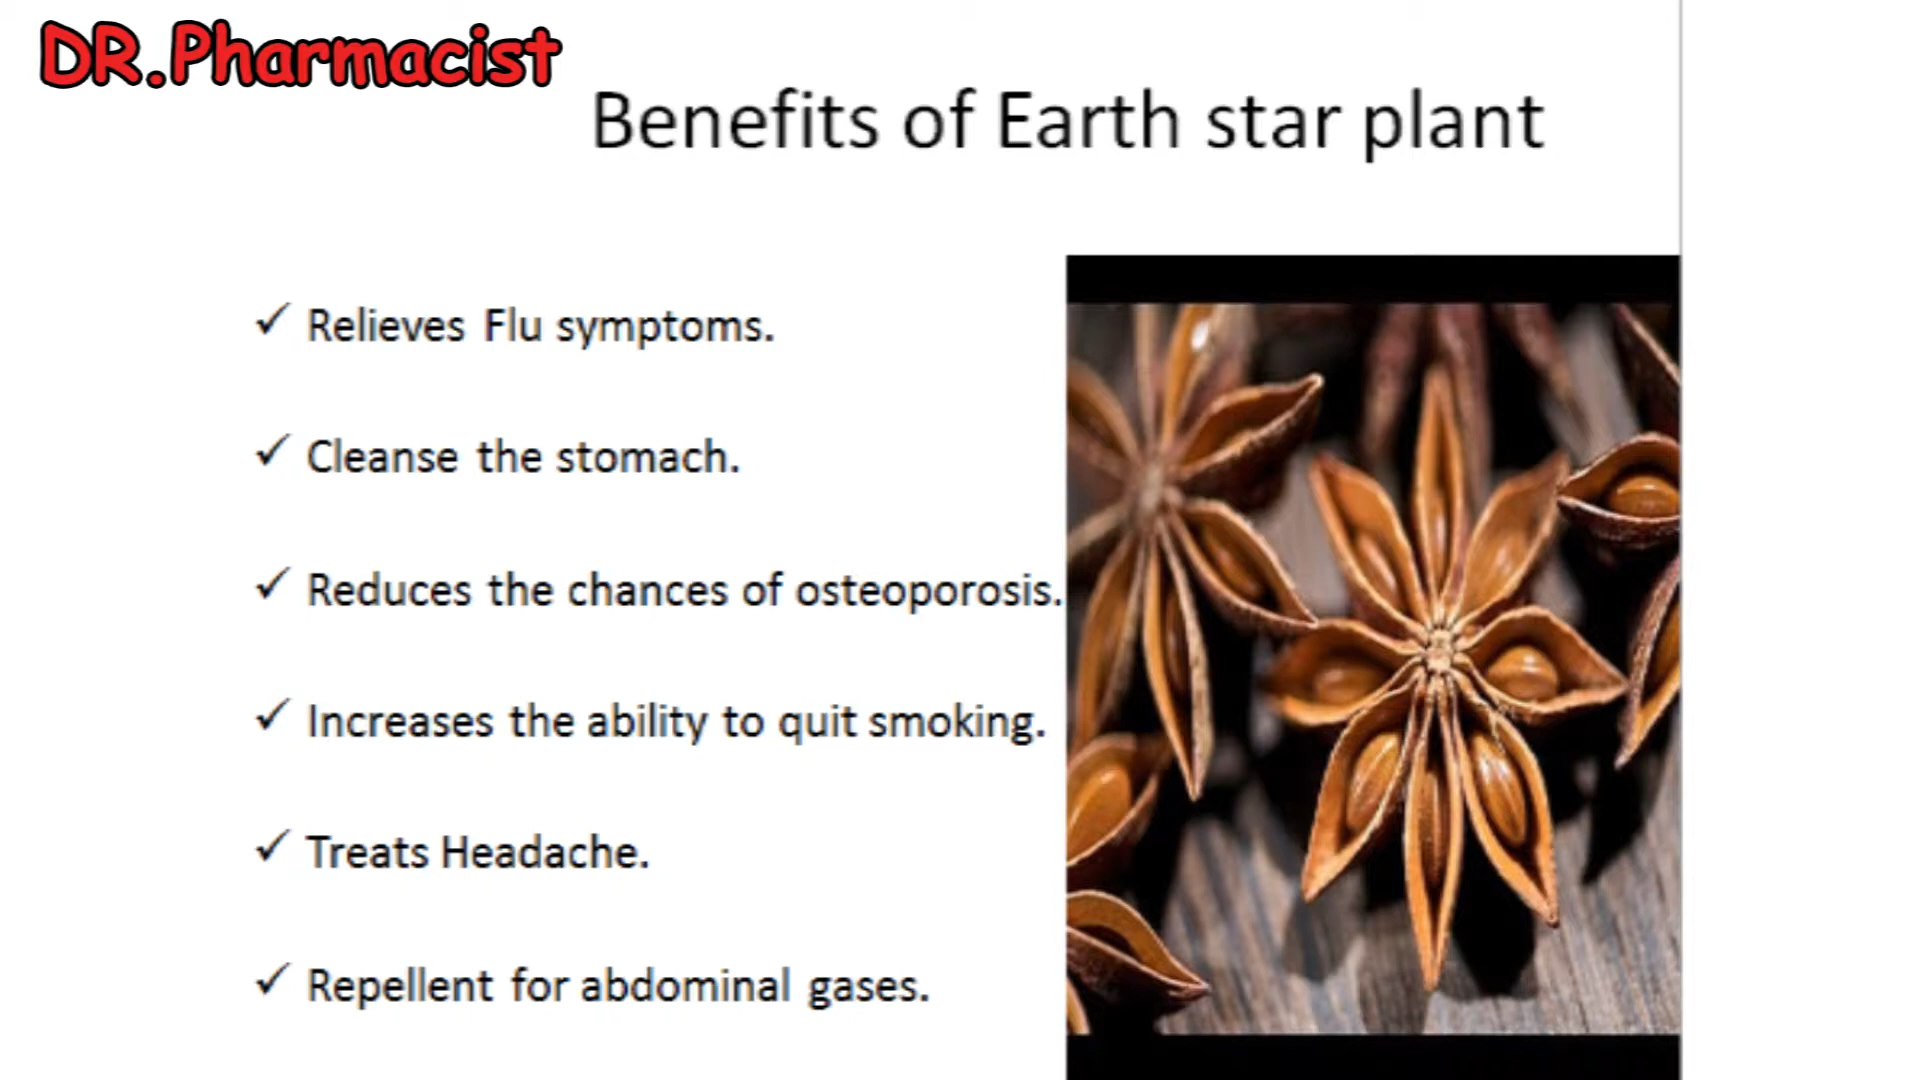 DR.Pharmacist
Benefits of Earth star plant
✓ Relieves Flu symptoms.
✓ Cleanse the stomach.
✓ Reduces the chances of osteoporosis.
✓ Increases the ability to quit smoking.
✓ Treats Headache.
✓ Repellent for abdominal gases.